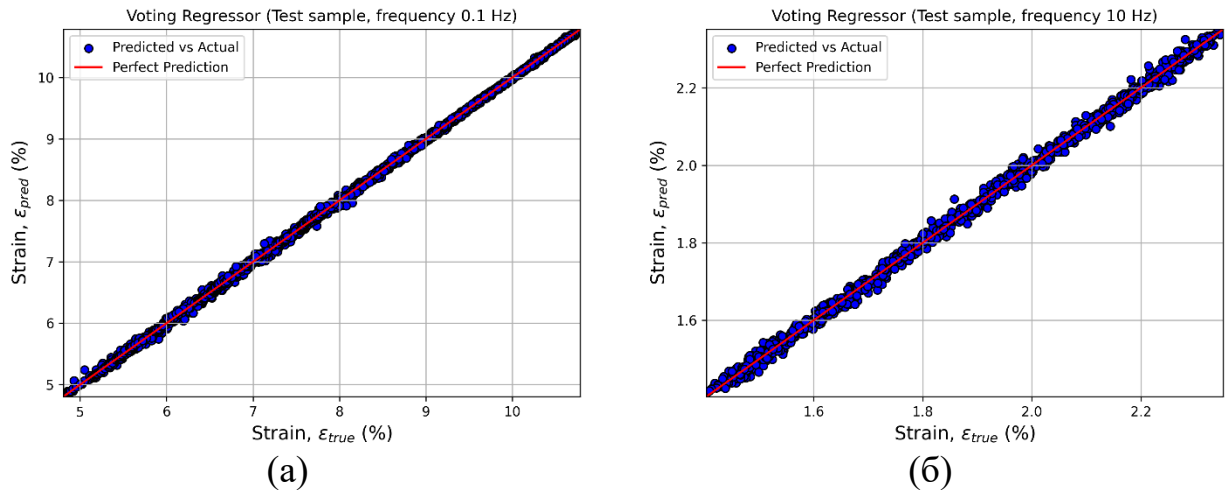 Voting Regressor (Test sample, frequency 0.1 Hz)
Predicted vs Actual
Perfect Prediction
10
9
8
7
6
5
Strain, εpred (%)
5 6 7 8 9 10
Strain, εtrue (%)
(а)
Voting Regressor (Test sample, frequency 10 Hz)
Predicted vs Actual
Perfect Prediction
2.2
2.0
1.8
1.6
Strain, εpred (%)
1.6 1.8 2.0 2.2
Strain, εtrue (%)
(б)